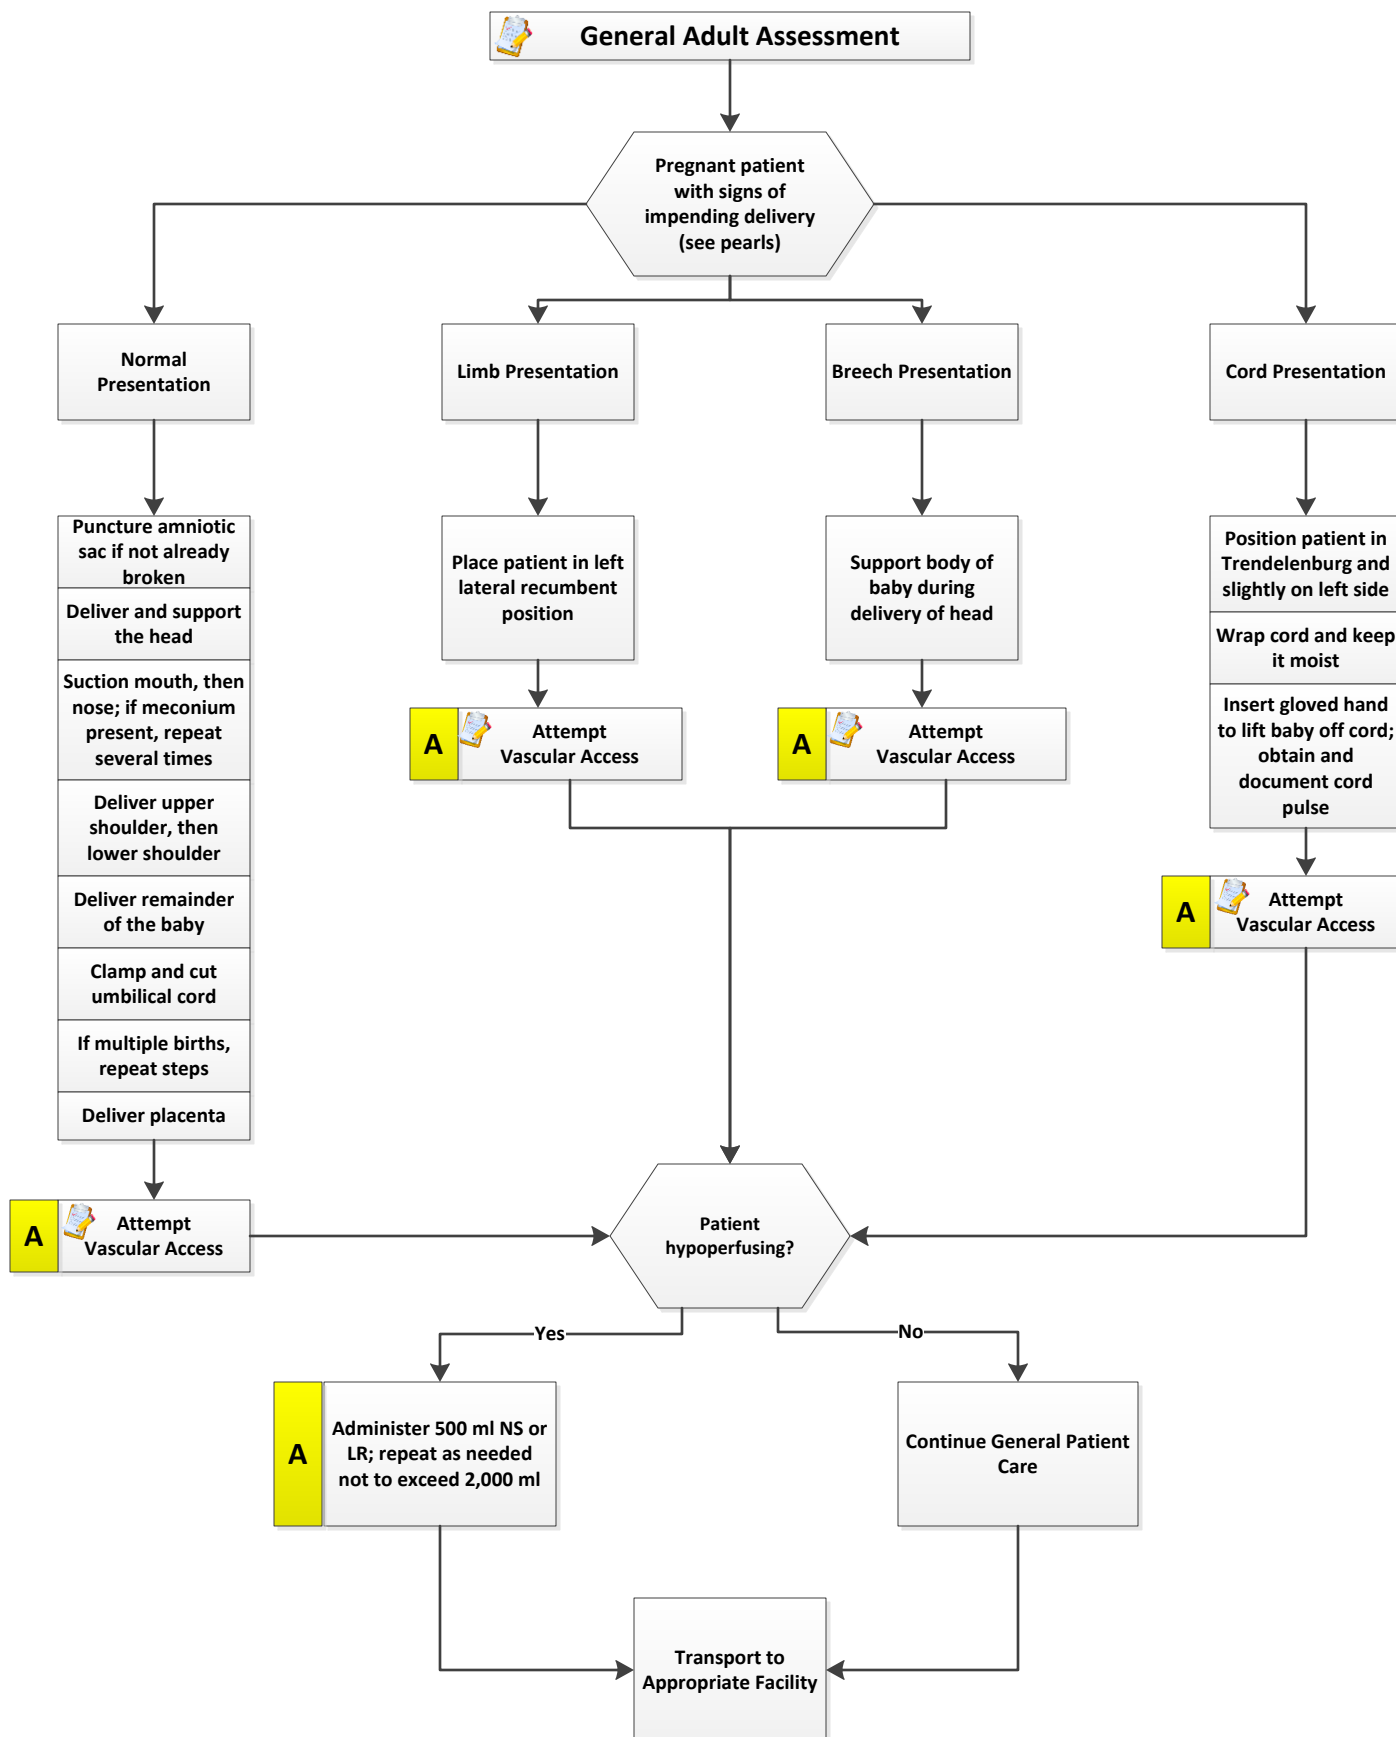 General Adult Assessment
Pregnant patient
with signs of
impending delivery
(see pearls)
Normal
Presentation
Limb Presentation
Breech Presentation
Cord Presentation
Puncture amniotic
sac if not already
broken
Deliver and support
the head
Suction mouth, then
nose; if meconium
present, repeat
several times
Deliver upper
shoulder, then
lower shoulder
Deliver remainder
of the baby
Clamp and cut
umbilical cord
If multiple births,
repeat steps
Deliver placenta
A
Attempt
Vascular Access
Place patient in left
lateral recumbent
position
A
Attempt
Vascular Access
Support body of
baby during
delivery of head
A
Attempt
Vascular Access
Position patient in
Trendelenburg and
slightly on left side
Wrap cord and keep
it moist
Insert gloved hand
to lift baby off cord;
obtain and
document cord
pulse
A
Attempt
Vascular Access
Patient
hypoperfusing?
Yes
No
A
Administer 500 ml NS or
LR; repeat as needed
not to exceed 2,000 ml
Continue General Patient
Care
Transport to
Appropriate Facility